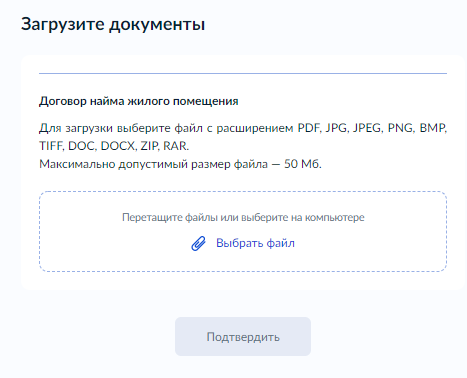 Загрузите документы
Договор найма жилого помещения
Для загрузки выберите файл с расширением PDF, JPG, JPEG, PNG, BMP,
TIFF, DOC, DOCX, ZIP, RAR.
Максимально допустимый размер файла — 50 Мб.
Перетащите файлы или выберите на компьютере
Выбрать файл
Подтвердить